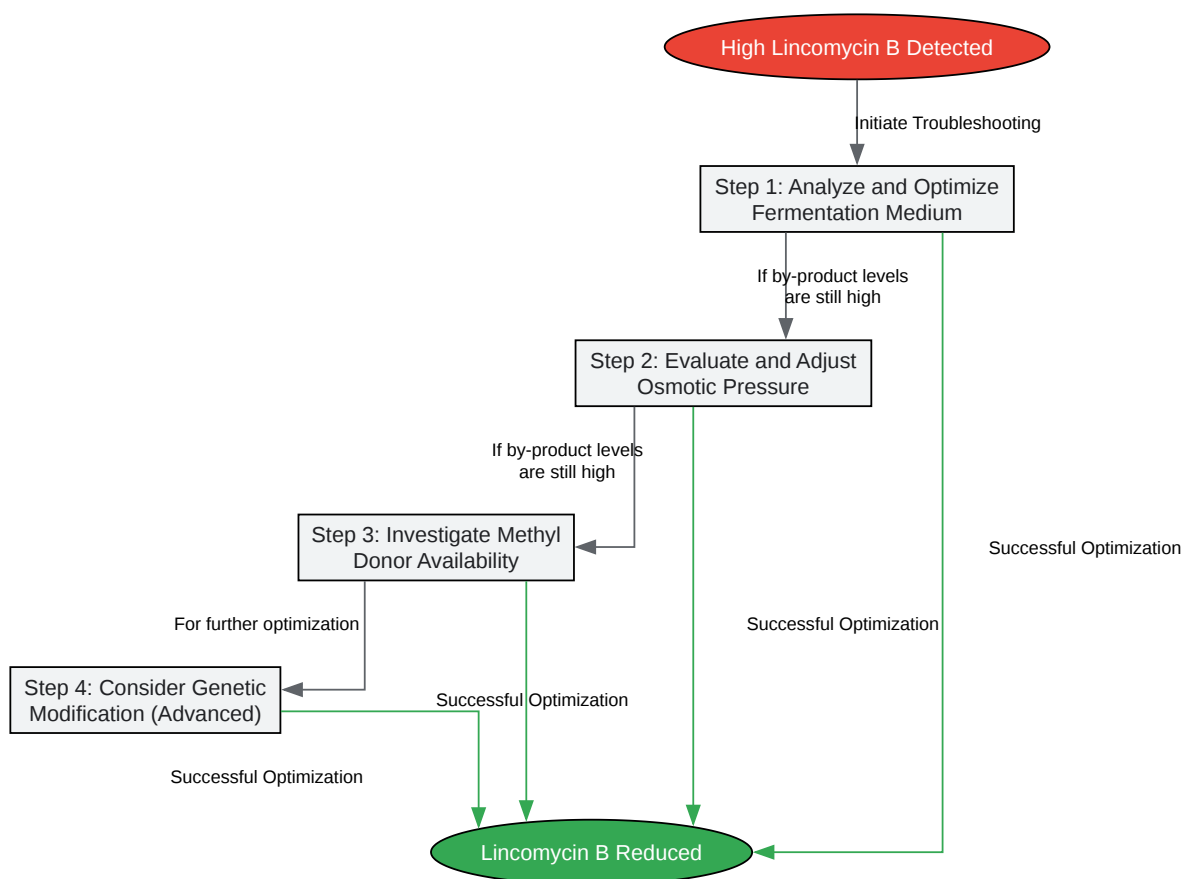 High Lincomycin B Detected
Initiate Troubleshooting
Step 1: Analyze and Optimize
Fermentation Medium
If by-product levels
are still high
Step 2: Evaluate and Adjust
Osmotic Pressure
If by-product levels
are still high
Step 3: Investigate Methyl
Donor Availability
Successful Optimization
For further optimization
Successful Optimization
Step 4: Consider Genetic
Modification (Advanced)
Successful Optimization
Successful Optimization
Lincomycin B Reduced